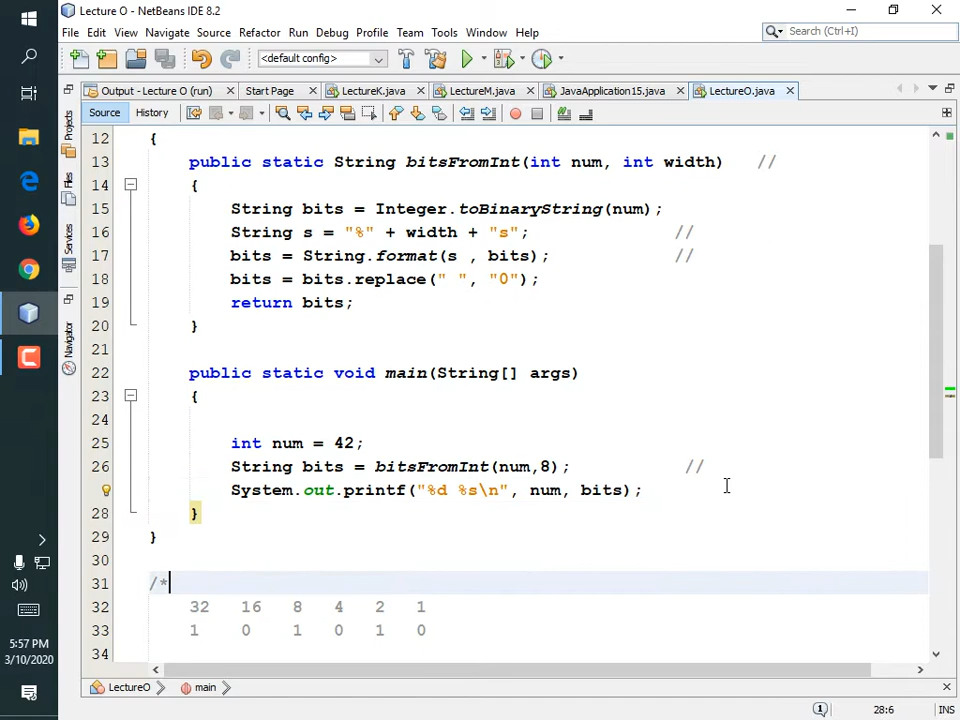 Lecture O - NetBeans IDE 8.2
File Edit View Navigate Source Refactor Run Debug Profile Team Tools Window Help
Search (Ctrl+I)
<default config>
Output - Lecture O (run) x Start Page x LectureK.java x LectureM.java x JavaApplication15.java x LectureO.java x
Source History
Projects
Files
Services
Navigator
12 {
13 public static String bitsFromInt(int num, int width) //
14 {
15 String bits = Integer.toBinaryString(num);
16 String s = "%" + width + "s"; //
17 bits = String.format(s , bits); //
18 bits = bits.replace(" ", "0");
19 return bits;
20 }
21
22 public static void main(String[] args)
23 {
24
25 int num = 42;
26 String bits = bitsFromInt(num,8); //
System.out.printf("%d %s\n", num, bits);
28 }
29 }
30
31 /*
32 32 16 8 4 2 1
33 1 0 1 0 1 0
34
5:57 PM
3/10/2020
LectureO main
1
28:6 INS